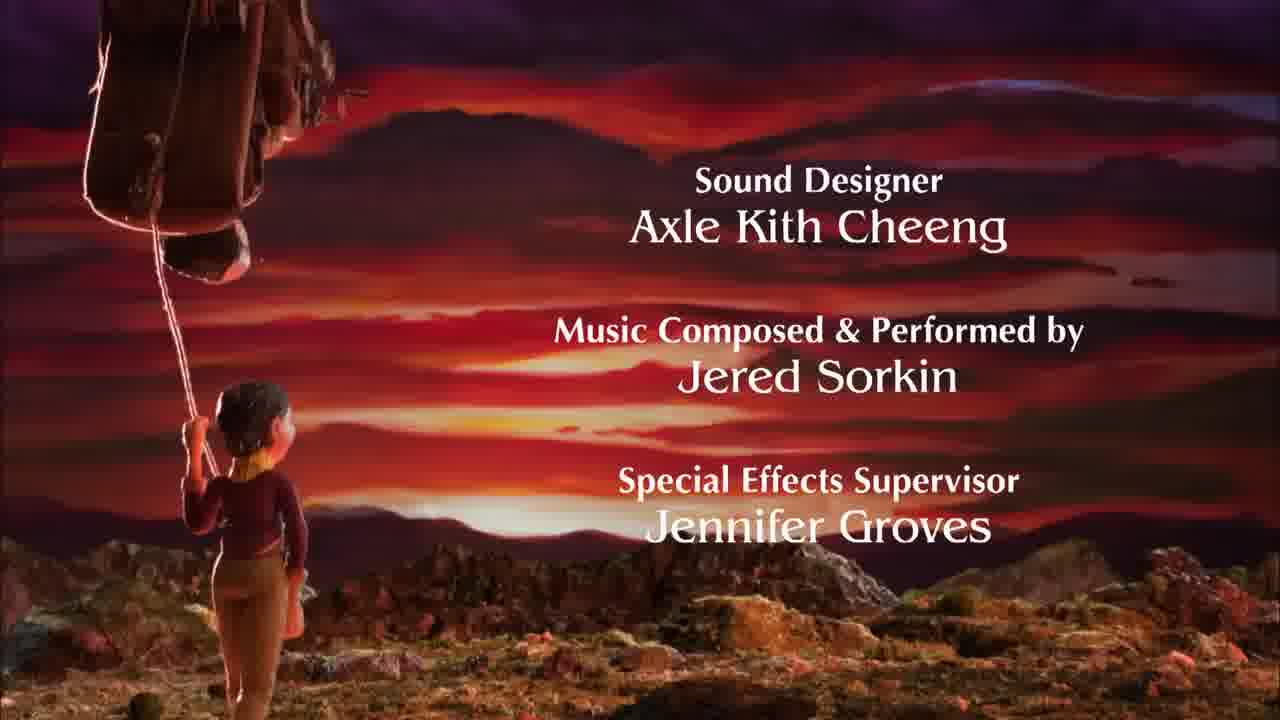 Sound Designer
Axle Kith Cheeng
Music Composed & Performed by
Jered Sorkin
Special Effects Supervisor
Jennifer Groves